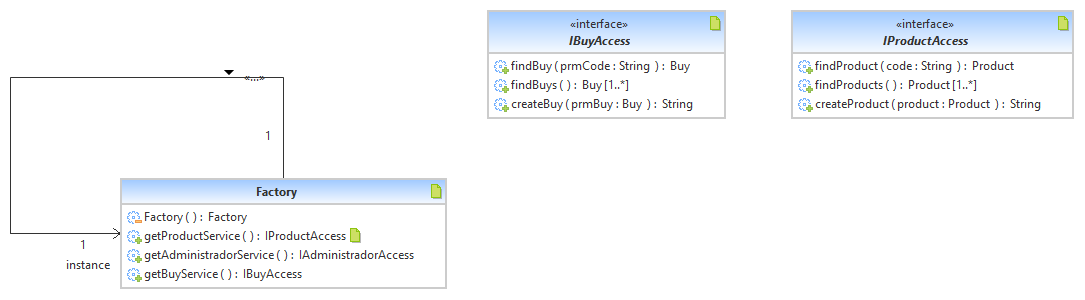 «interface»
IBuyAccess
findBuy ( prmCode : String ) : Buy
findBuys ( ) : Buy [1..*]
createBuy ( prmBuy : Buy ) : String
«interface»
IProductAccess
findProduct ( code : String ) : Product
findProducts ( ) : Product [1..*]
createProduct ( product : Product ) : String
«...»
1
Factory
Factory ( ) : Factory
getProductService ( ) : IProductAccess
getAdministradorService ( ) : IAdministradorAccess
getBuyService ( ) : IBuyAccess
1
instance